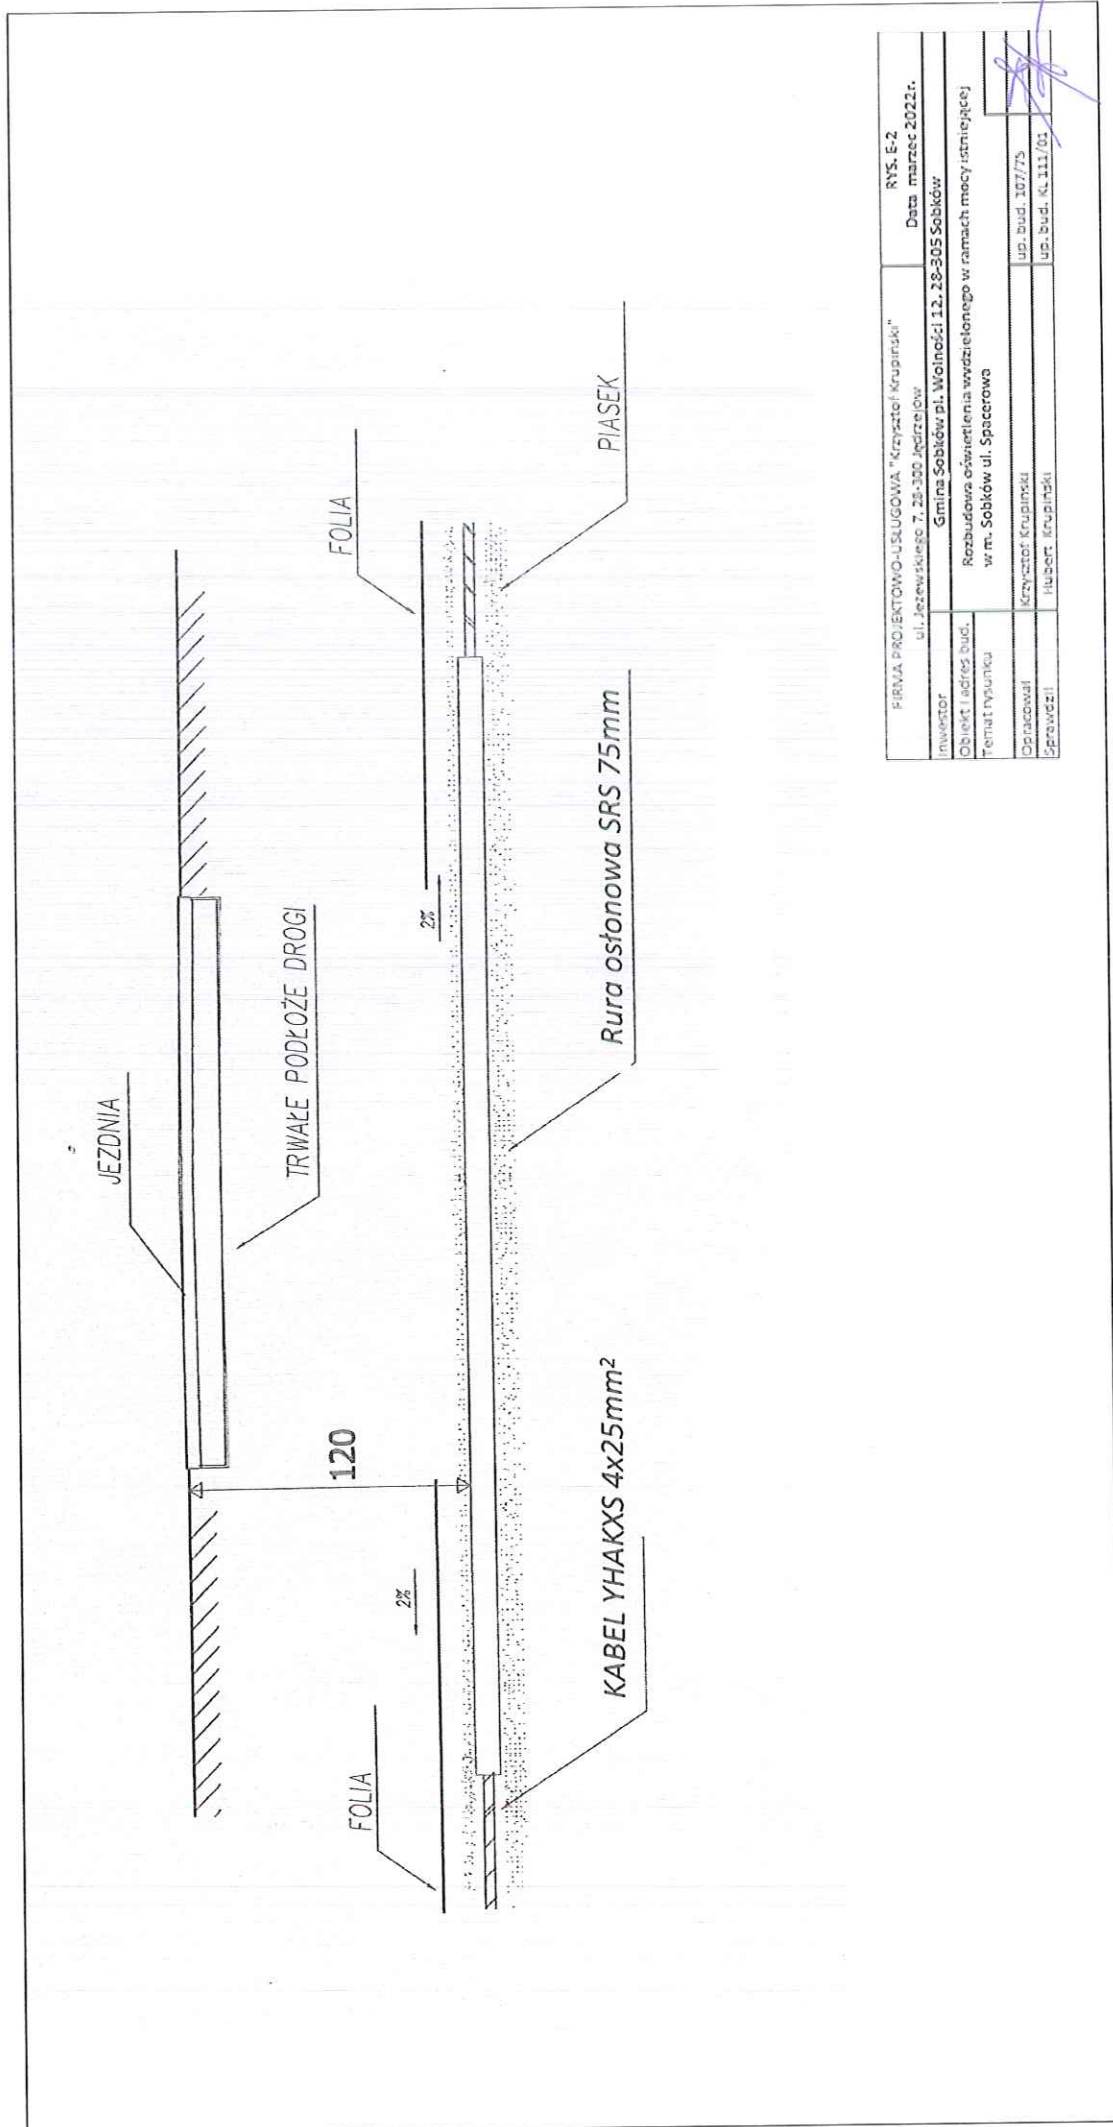 JEZDNIA
TRWAŁE PODŁOŻE DROGI
FOLIA
120
2%
2%
FOLIA
PIASEK
KABEL YHAKXS 4x25mm²
Rura osłonowa SRS 75mm
FIRMA PROJEKTOWO-USŁUGOWA "Krzysztof Krupiński"
ul. Jeżewskiego 7, 28-300 Jędrzejów
RYS. E-2
Data marzec 2022r.
Inwestor
Gmina Sobków pl. Wolności 12, 28-305 Sobków
Obiekt i adres bud.
Temat rysunku
Rozbudowa oświetlenia wydzielonego w ramach mocy istniejącej
w m. Sobków ul. Spacerowa
Opracował
Krzysztof Krupiński
up. bud. 107/75
Sprawdził
Hubert Krupiński
up. bud. KL 111/01